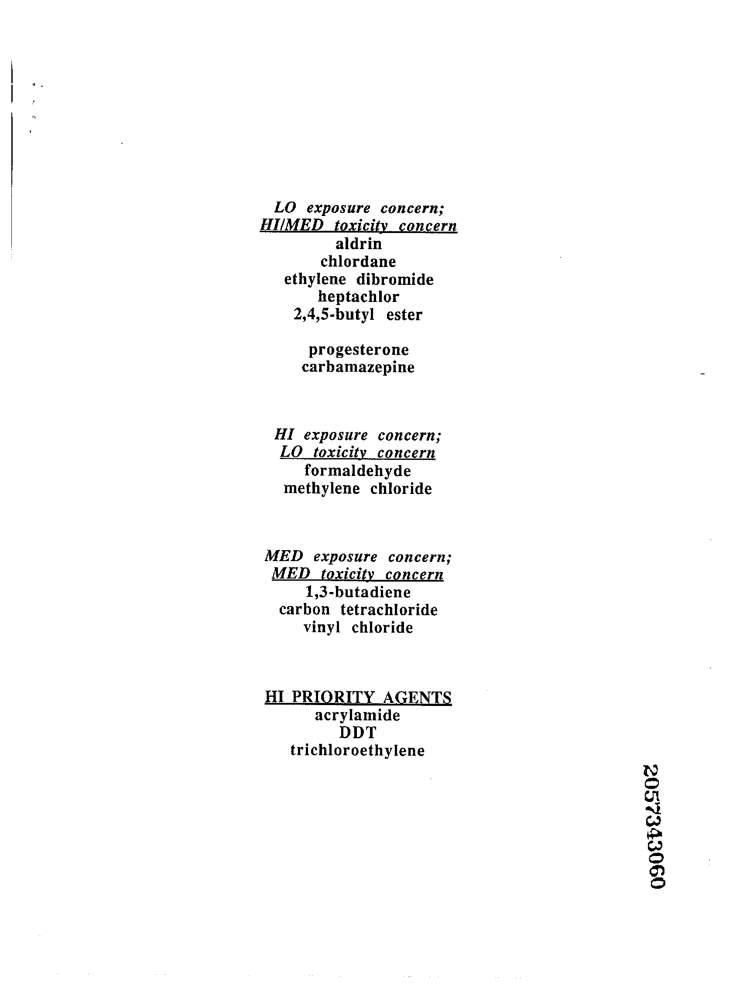 LO exposure concern;
HI/MED toxicity concern
aldrin
chlordane
ethylene dibromide
heptachlor
2,4,5-butyl ester
progesterone
carbamazepine
HI exposure concern;
LO toxicity concern
formaldehyde
methylene chloride
MED exposure concern;
MED toxicity concern
1,3-butadiene
carbon tetrachloride
vinyl chloride
HI PRIORITY AGENTS
acrylamide
DDT
trichloroethylene
2057343060